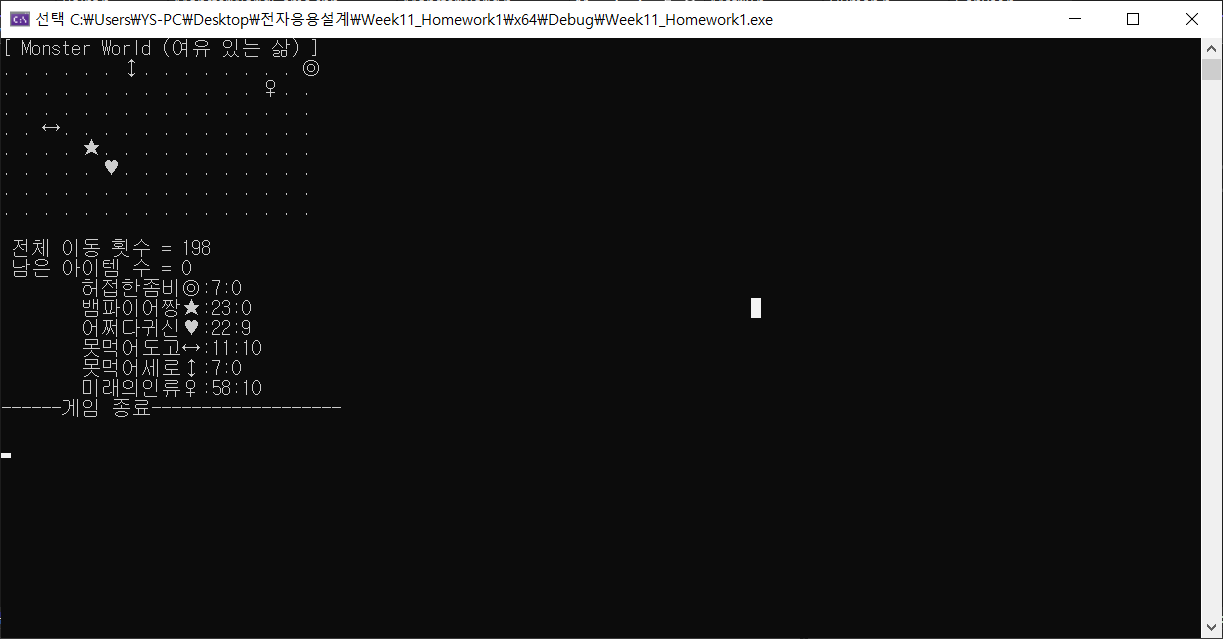 선택 C:₩Users₩YS-PC₩Desktop₩전자응용설계₩Week11_Homework1₩x64₩Debug₩Week11_Homework1.exe
[ Monster World (여유 있는 삶) ]
. . . . . . ↕. . . . . . . . ◎
. . . . . . . . . . . . . ♀. .
. . . . . . . . . . . . . . . .
. . ↔. . . . . . . . . . . . .
. . . . ★. . . . . . . . . . .
. . . . . ♥. . . . . . . . . .
. . . . . . . . . . . . . . . .
. . . . . . . . . . . . . . . .
전체 이동 횟수 = 198
남은 아이템 수 = 0
허접한좀비◎:7:0
뱀파이어짱★:23:0
어쩌다귀신♥:22:9
못먹어도고↔:11:10
못먹어세로↕:7:0
미래의인류♀:58:10
------게임 종료-------------------